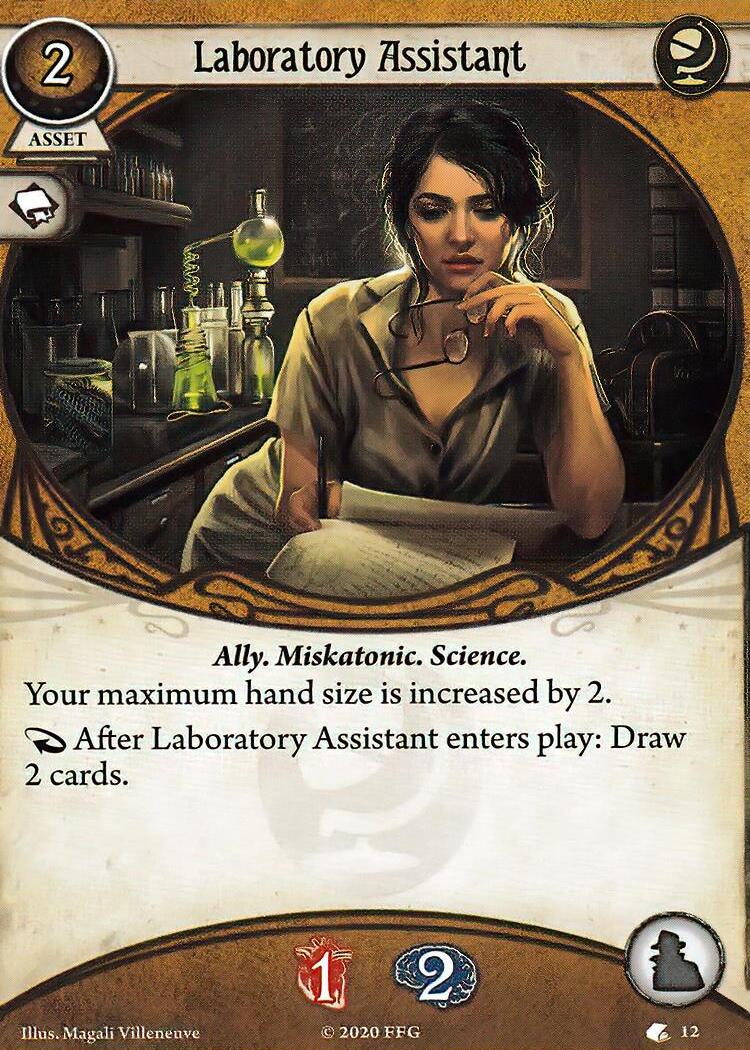 2
Laboratory Assistant
ASSET
Ally. Miskatonic. Science.
Your maximum hand size is increased by 2.
After Laboratory Assistant enters play: Draw
2 cards.
1
2
Illus. Magali Villeneuve
© 2020 FFG
12